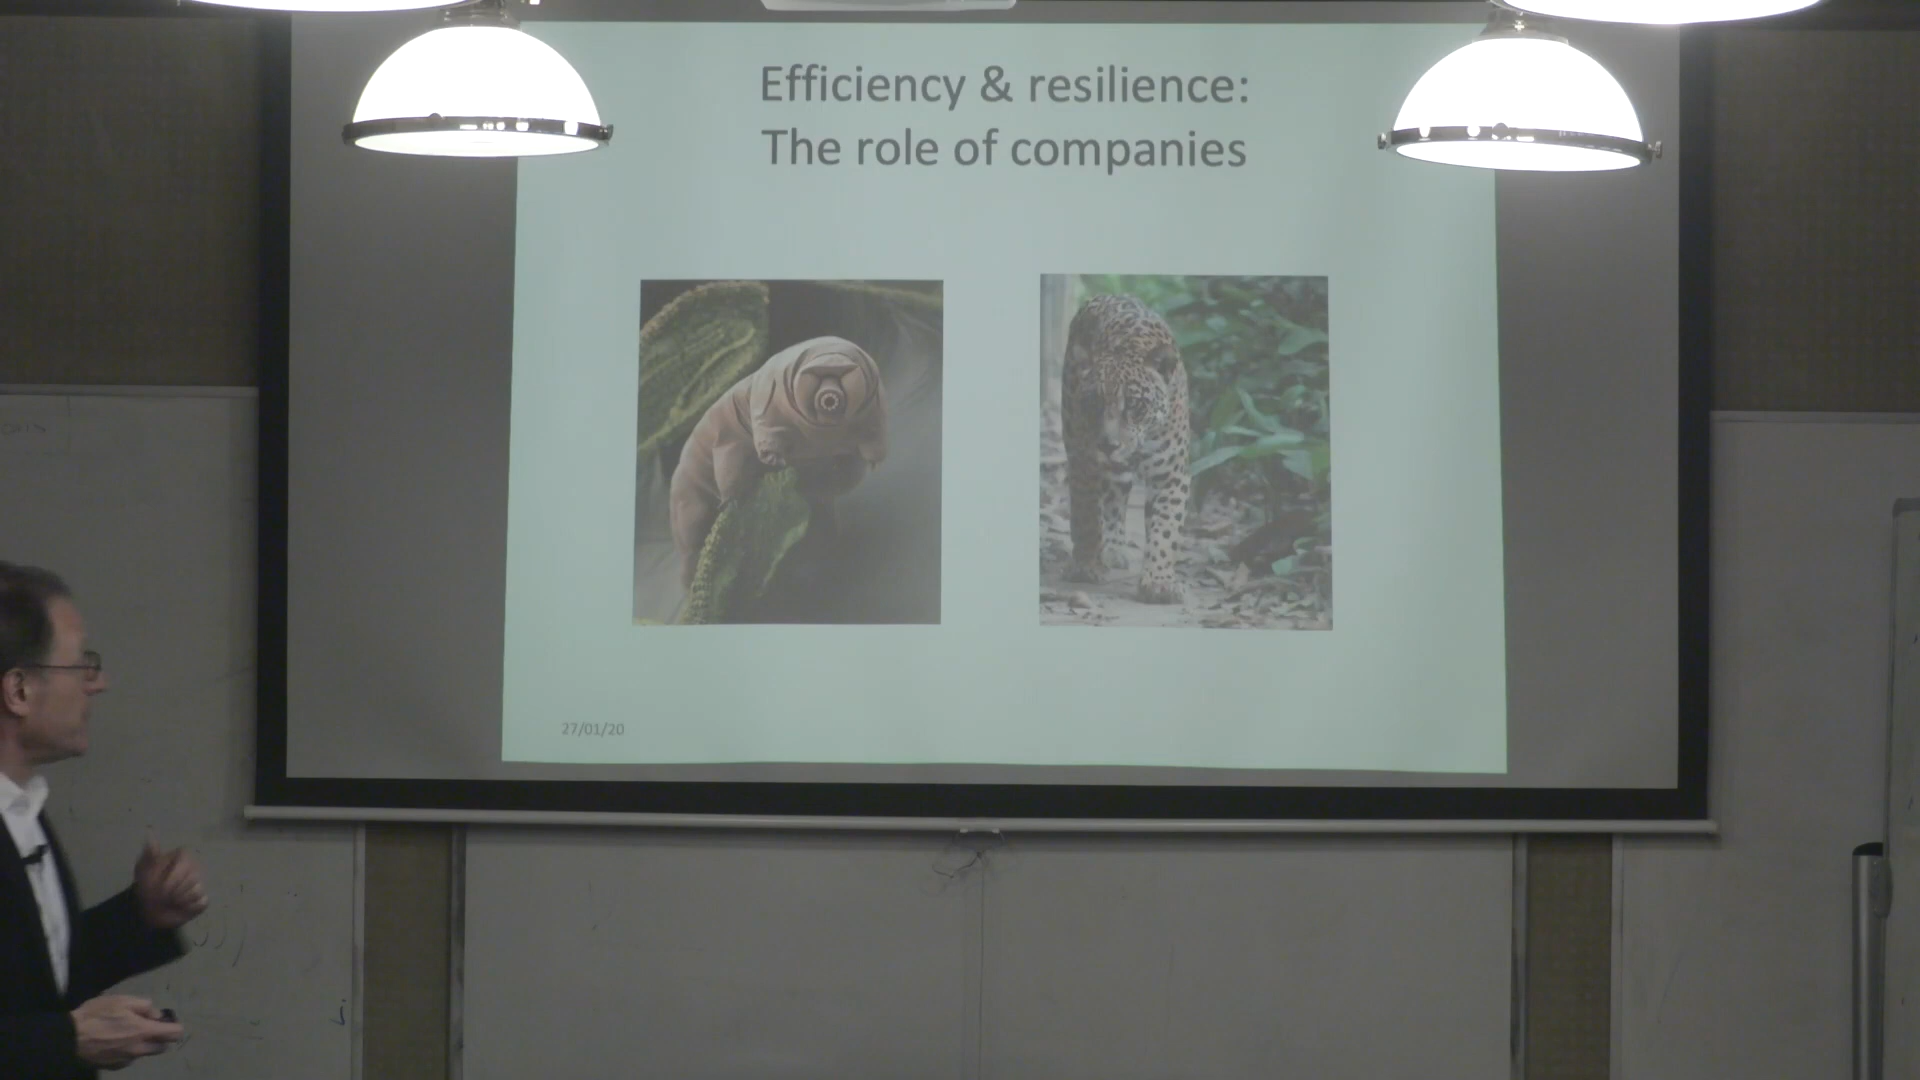 Efficiency & resilience:
The role of companies
27/01/20